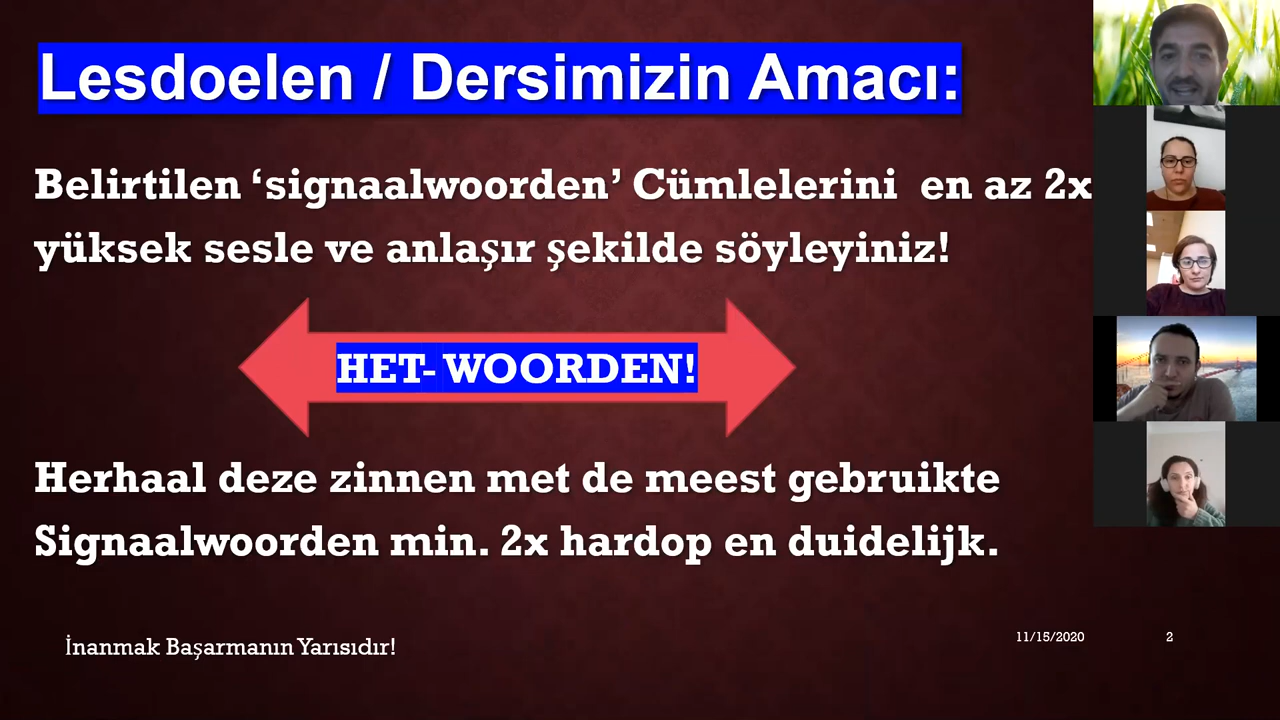 Lesdoelen / Dersimizin Amacı:
Belirtilen ‘signaalwoorden’ Cümlelerini en az 2x
yüksek sesle ve anlaşır şekilde söyleyiniz!
HET- WOORDEN!
Herhaal deze zinnen met de meest gebruikte
Signaalwoorden min. 2x hardop en duidelijk.
İnanmak Başarmanın Yarısıdır!
11/15/2020
2